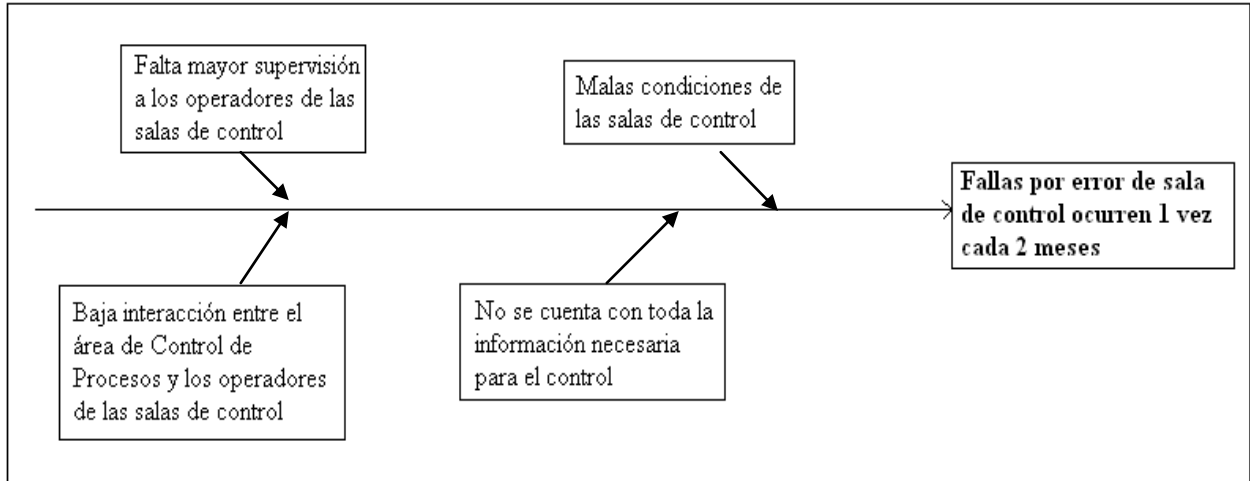 Falta mayor supervisión
a los operadores de las
salas de control
Malas condiciones de
las salas de control
Fallas por error de sala
de control ocurren 1 vez
cada 2 meses
Baja interacción entre el
área de Control de
Procesos y los operadores
de las salas de control
No se cuenta con toda la
información necesaria
para el control